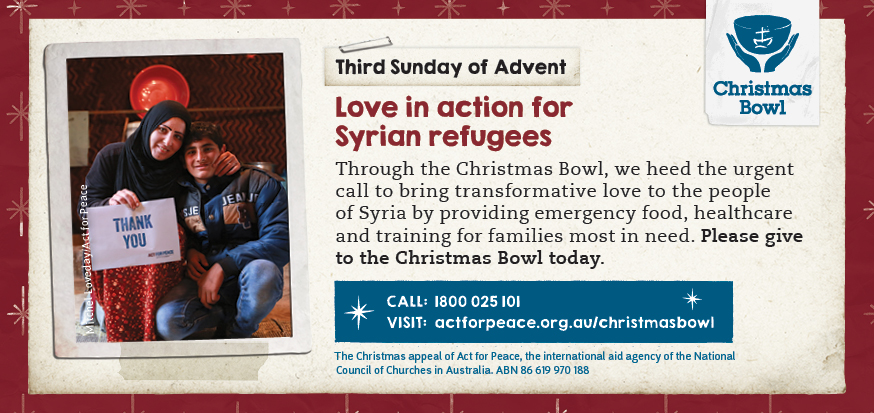 Third Sunday of Advent
Christmas
Bowl
Love in action for
Syrian refugees
Through the Christmas Bowl, we heed the urgent
call to bring transformative love to the people
of Syria by providing emergency food, healthcare
and training for families most in need. Please give
to the Christmas Bowl today.
CALL: 1800 025 101
VISIT: actforpeace.org.au/christmasbowl
The Christmas appeal of Act for Peace, the international aid agency of the National
Council of Churches in Australia. ABN 86 619 970 188
THANK
YOU
Loveday/Act for Peace